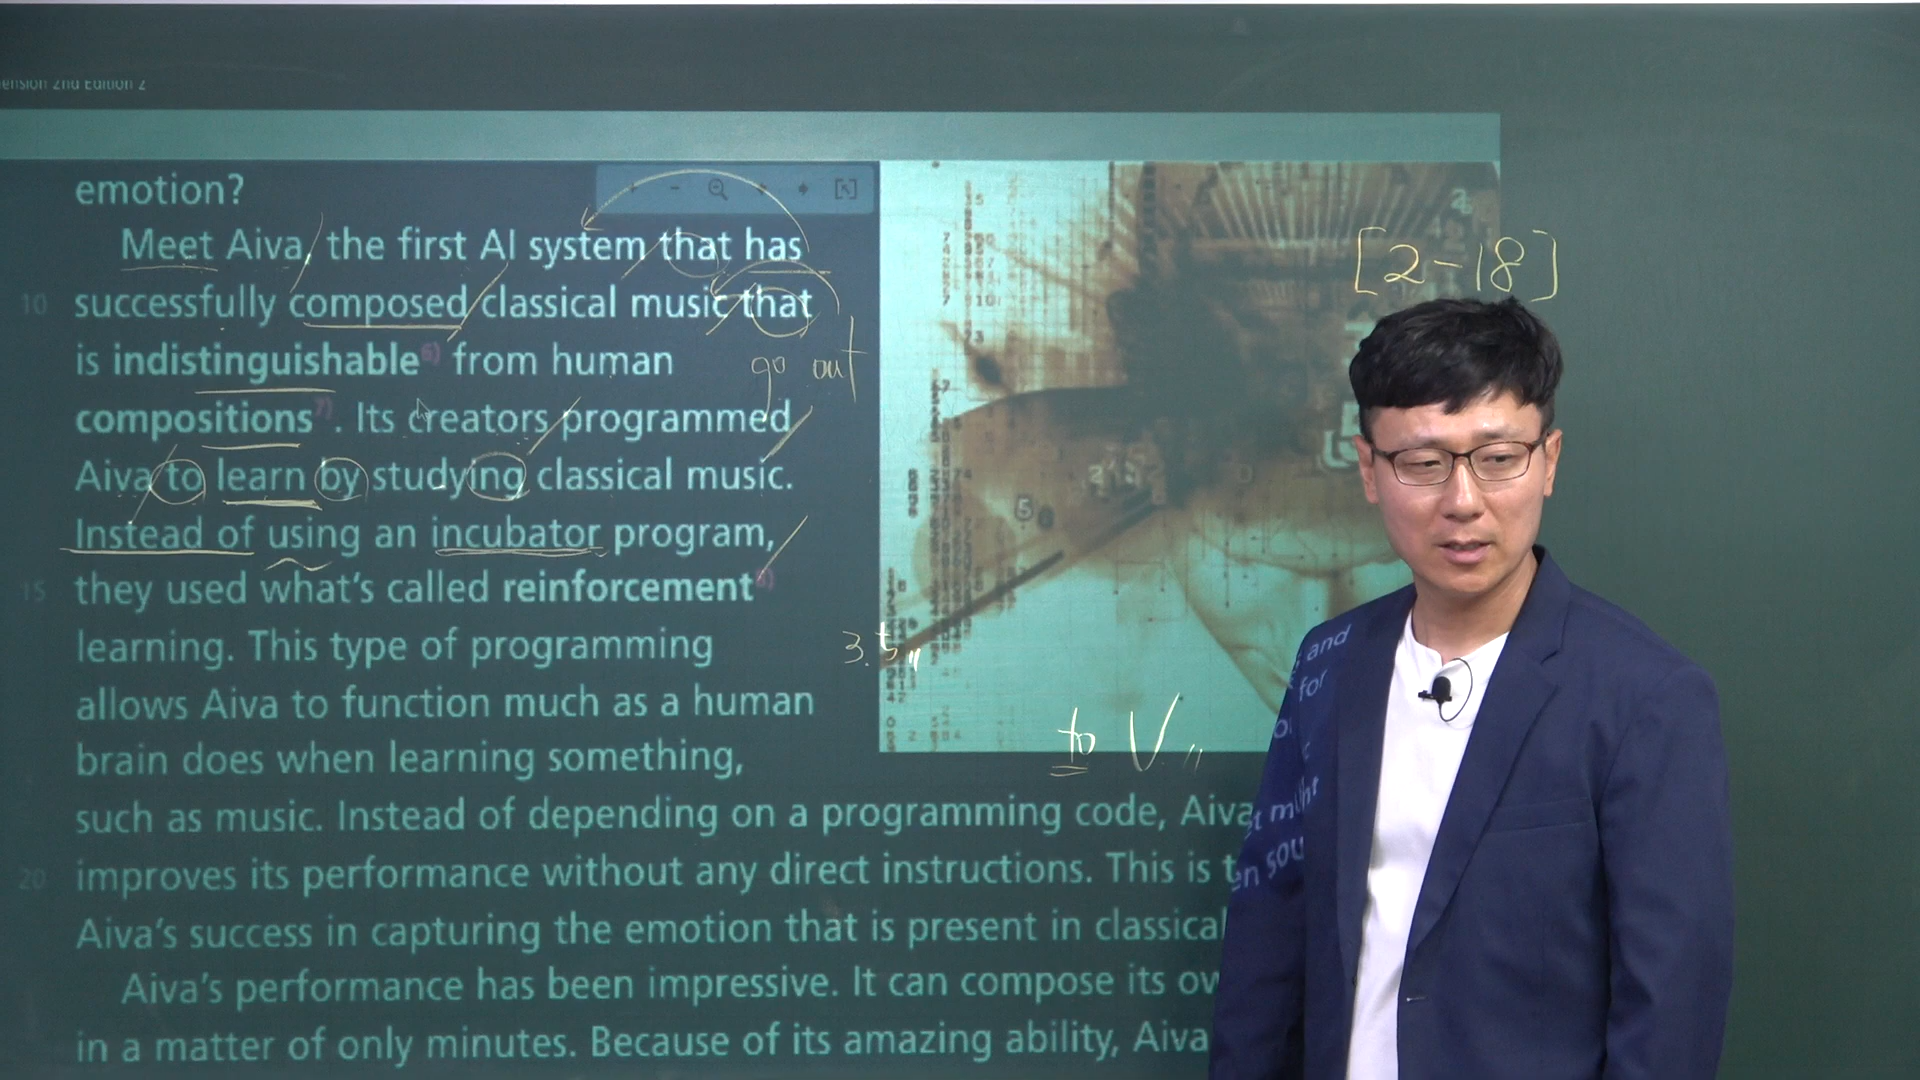 ension 2nd Edition 2
emotion?
Meet Aiva, the first AI system that has
10 successfully composed classical music that
is indistinguishable6) from human
compositions7). Its creators programmed
Aiva to learn by studying classical music.
Instead of using an incubator program,
15 they used what's called reinforcement8)
learning. This type of programming
allows Aiva to function much as a human
brain does when learning something,
such as music. Instead of depending on a programming code, Aiva
20 improves its performance without any direct instructions. This is t
Aiva's success in capturing the emotion that is present in classical
Aiva's performance has been impressive. It can compose its ow
in a matter of only minutes. Because of its amazing ability, Aiva
go out
[2-18]
to V
and
for